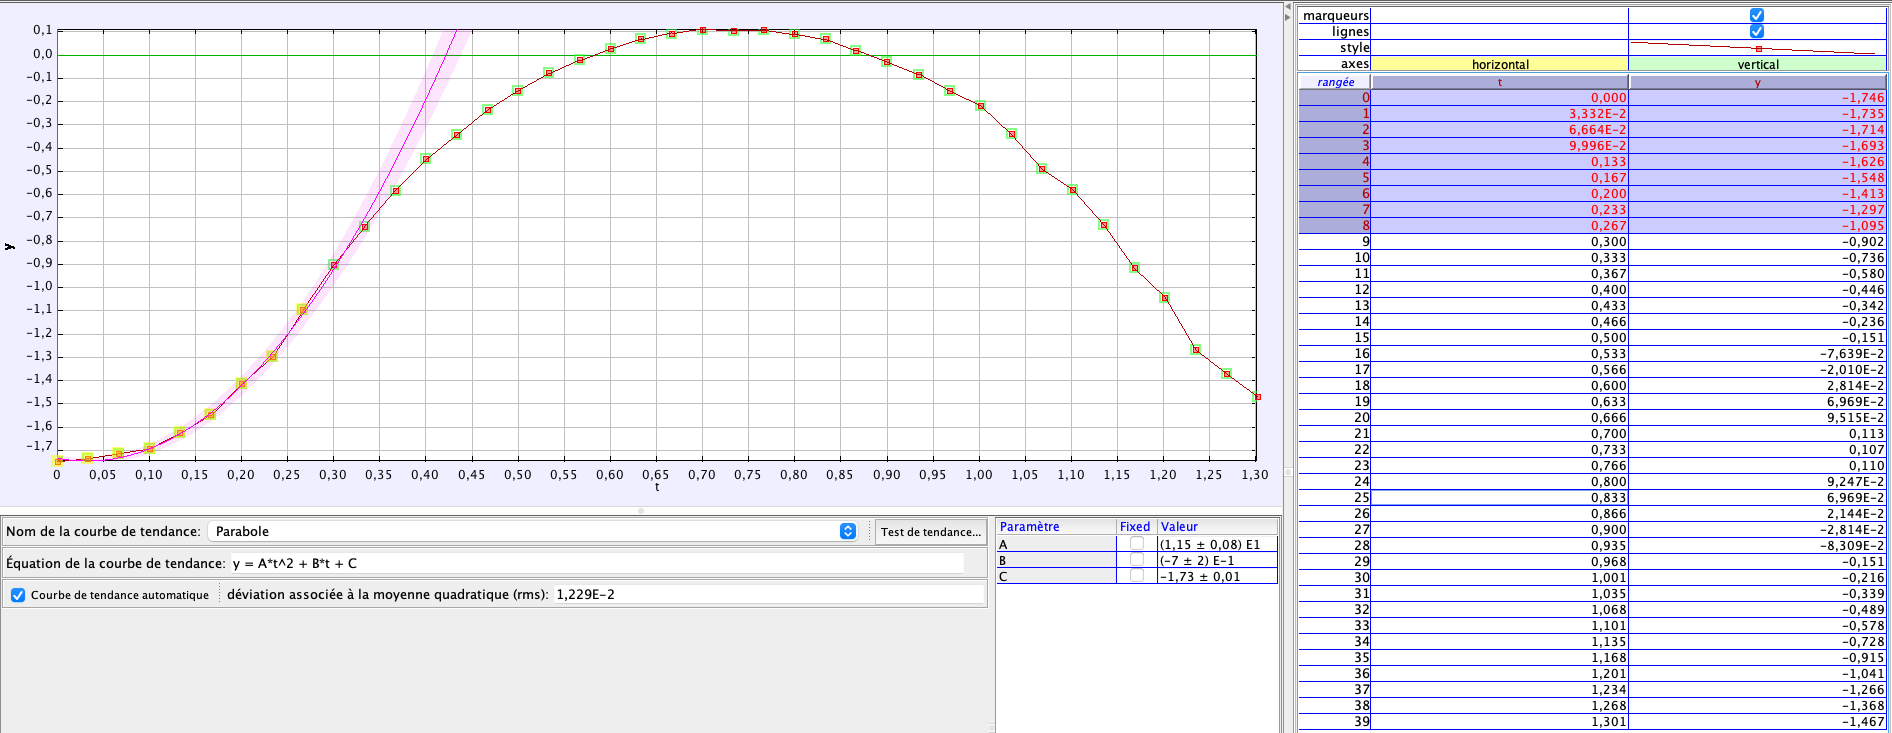 0,1
0,0
-0,1
-0,2
-0,3
-0,4
-0,5
-0,6
-0,7
-0,8
-0,9
-1,0
-1,1
-1,2
-1,3
-1,4
-1,5
-1,6
-1,7
y
0 0,05 0,10 0,15 0,20 0,25 0,30 0,35 0,40 0,45 0,50 0,55 0,60 0,65 0,70 0,75 0,80 0,85 0,90 0,95 1,00 1,05 1,10 1,15 1,20 1,25 1,30
t
Nom de la courbe de tendance: Parabole Test de tendance...
Équation de la courbe de tendance: y = A*t^2 + B*t + C
Courbe de tendance automatique déviation associée à la moyenne quadratique (rms): 1,229E-2
Paramètre Fixed Valeur
A (1,15 ± 0,08) E1
B (-7 ± 2) E-1
C -1,73 ± 0,01
marqueurs
lignes
style
axes horizontal vertical
rangée t y
0 0,000 -1,746
1 3,332E-2 -1,735
2 6,664E-2 -1,714
3 9,996E-2 -1,693
4 0,133 -1,626
5 0,167 -1,548
6 0,200 -1,413
7 0,233 -1,297
8 0,267 -1,095
9 0,300 -0,902
10 0,333 -0,736
11 0,367 -0,580
12 0,400 -0,446
13 0,433 -0,342
14 0,466 -0,236
15 0,500 -0,151
16 0,533 -7,639E-2
17 0,566 -2,010E-2
18 0,600 2,814E-2
19 0,633 6,969E-2
20 0,666 9,515E-2
21 0,700 0,113
22 0,733 0,107
23 0,766 0,110
24 0,800 9,247E-2
25 0,833 6,969E-2
26 0,866 2,144E-2
27 0,900 -2,814E-2
28 0,935 -8,309E-2
29 0,968 -0,151
30 1,001 -0,216
31 1,035 -0,339
32 1,068 -0,489
33 1,101 -0,578
34 1,135 -0,728
35 1,168 -0,915
36 1,201 -1,041
37 1,234 -1,266
38 1,268 -1,368
39 1,301 -1,467